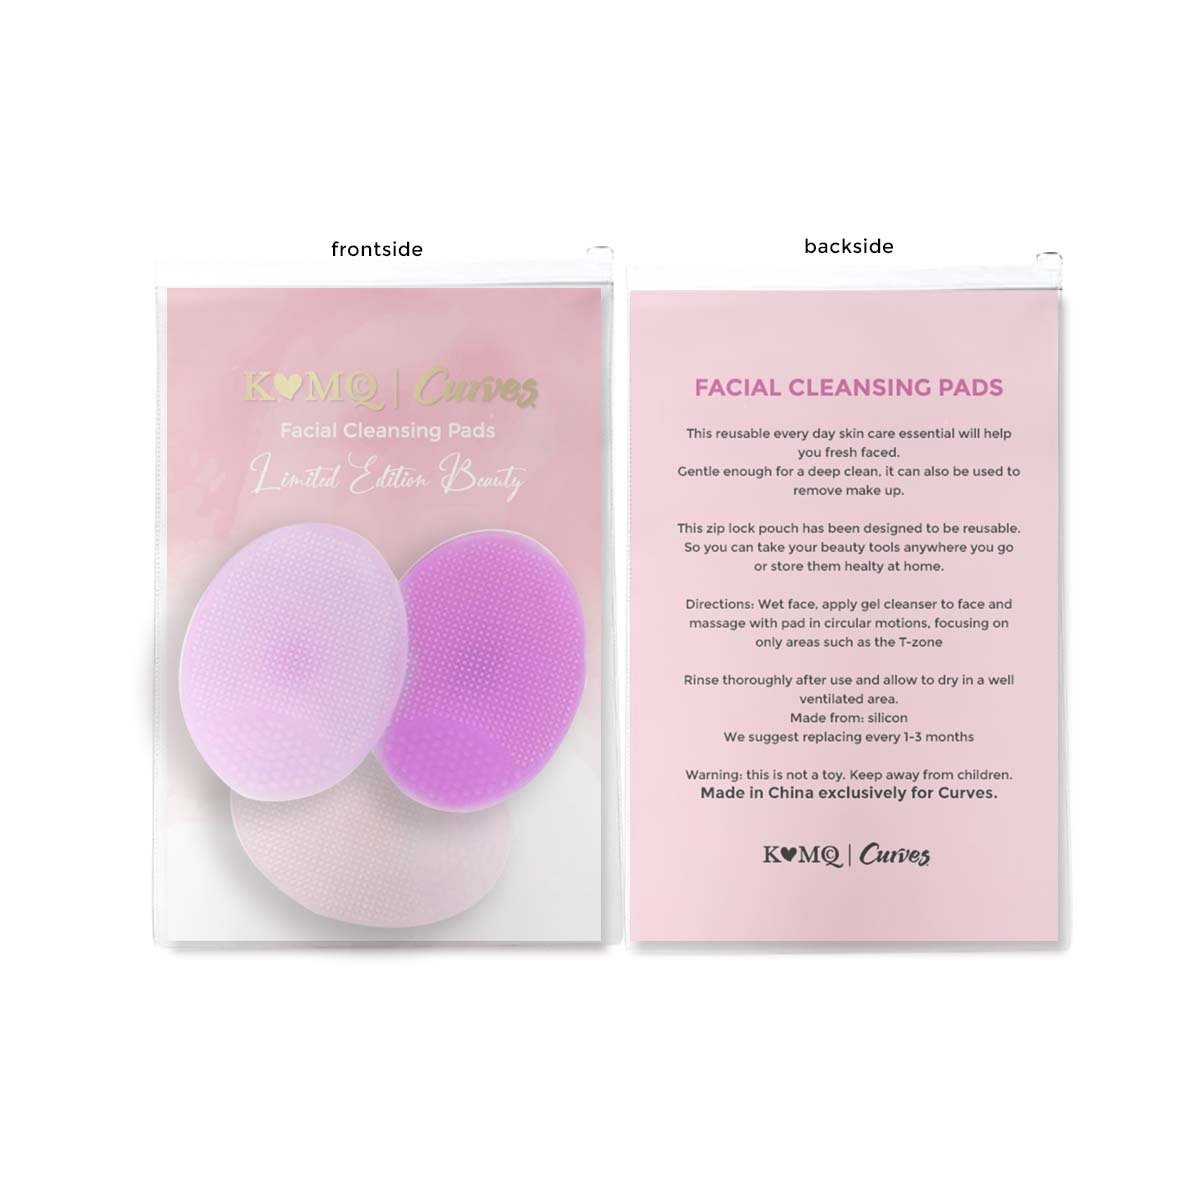 frontside
K♥MQ | Curves
Facial Cleansing Pads
Limited Edition Beauty
backside
FACIAL CLEANSING PADS
This reusable every day skin care essential will help
you fresh faced.
Gentle enough for a deep clean, it can also be used to
remove make up.
This zip lock pouch has been designed to be reusable.
So you can take your beauty tools anywhere you go
or store them healty at home.
Directions: Wet face, apply gel cleanser to face and
massage with pad in circular motions, focusing on
only areas such as the T-zone
Rinse thoroughly after use and allow to dry in a well
ventilated area.
Made from: silicon
We suggest replacing every 1-3 months
Warning: this is not a toy. Keep away from children.
Made in China exclusively for Curves.
K♥MQ | Curves